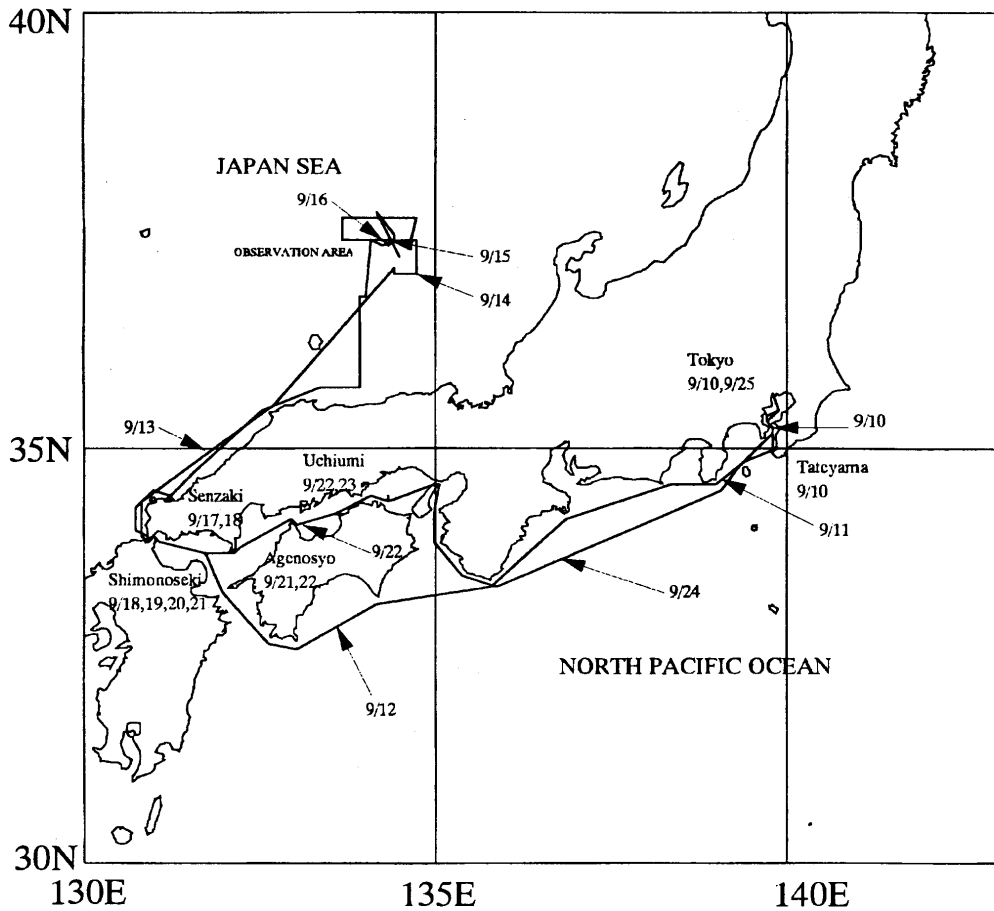 40N
JAPAN SEA
9/16
OBSERVATION AREA
9/15
9/14
Tokyo
9/10,9/25
9/13
9/10
35N
Uchiumi
9/22,23
Tateyama
9/10
Senzaki
9/17,18
9/11
9/22
Agenosyo
9/21,22
Shimonoseki
9/18,19,20,21
9/24
NORTH PACIFIC OCEAN
9/12
30N
130E
135E
140E